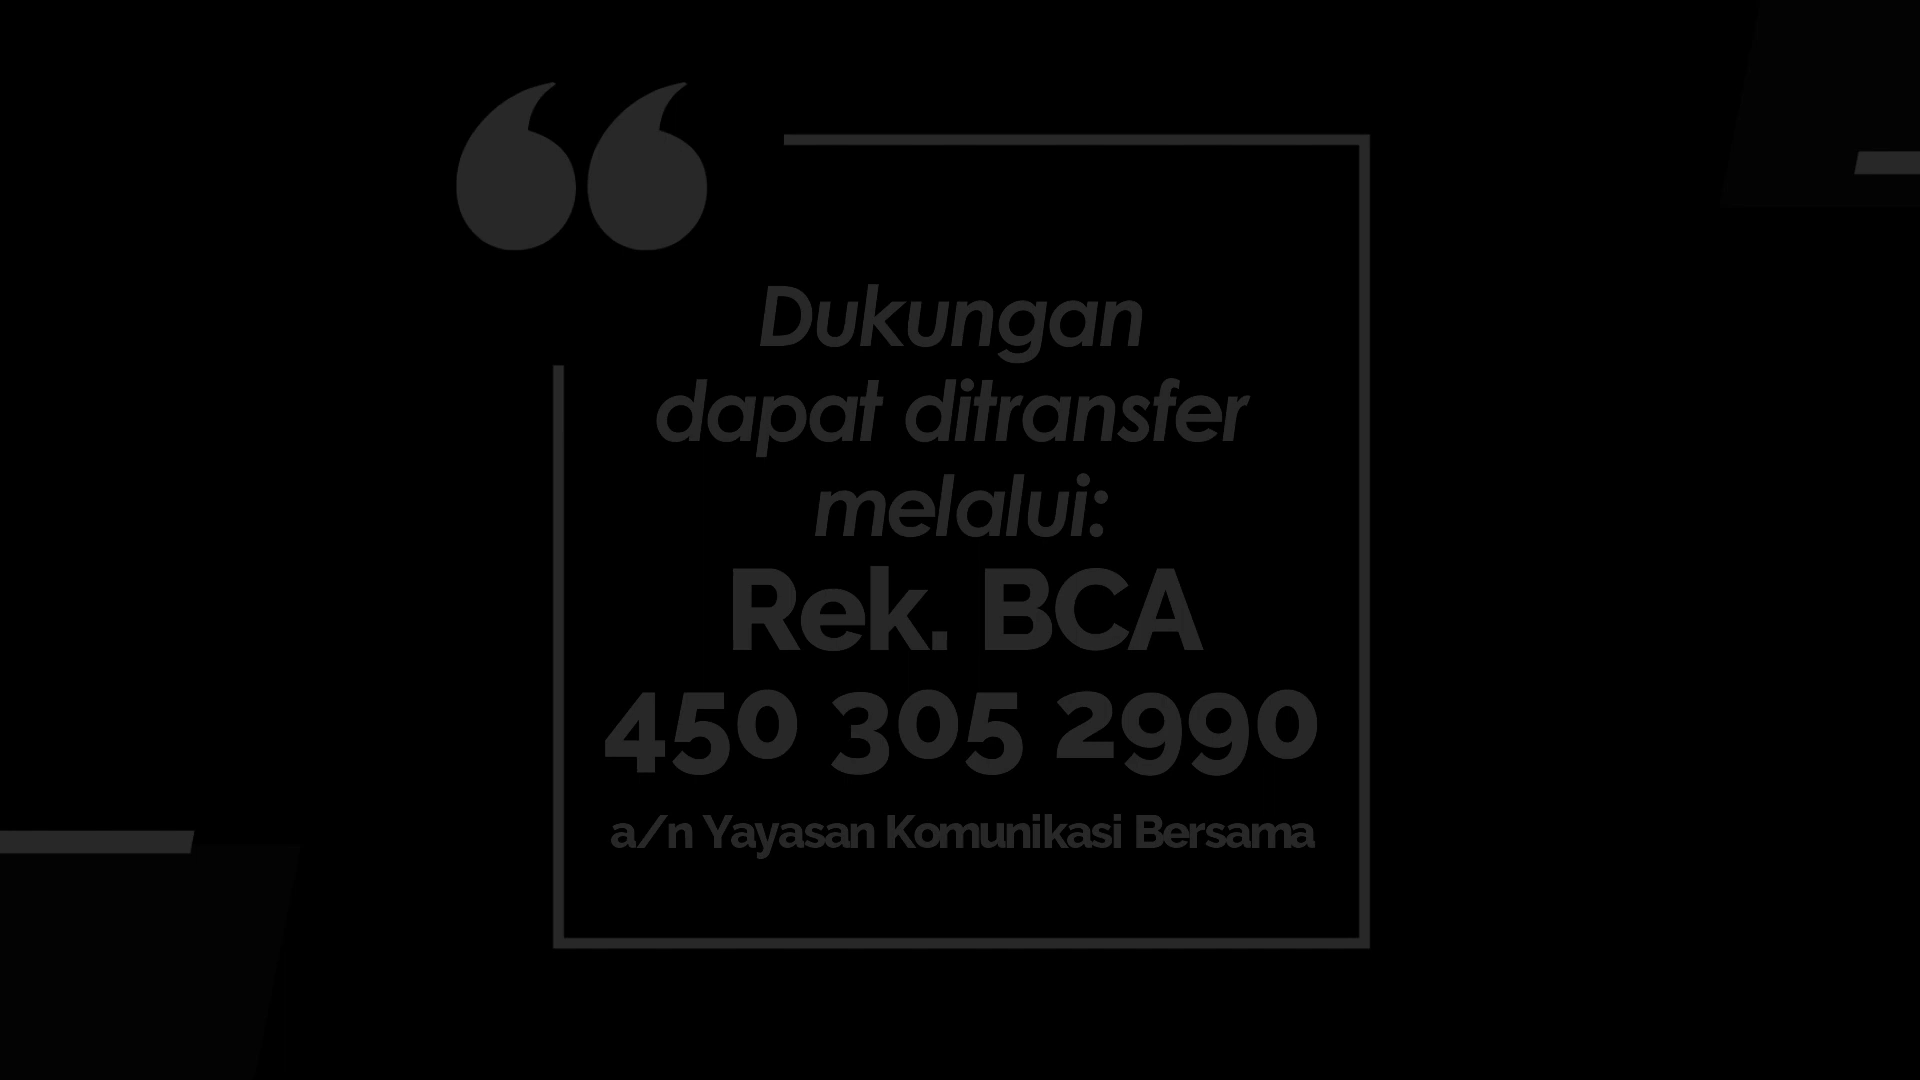 Dukungan
dapat ditransfer
melalui:
Rek. BCA
450 305 2990
a/n Yayasan Komunikasi Bersama